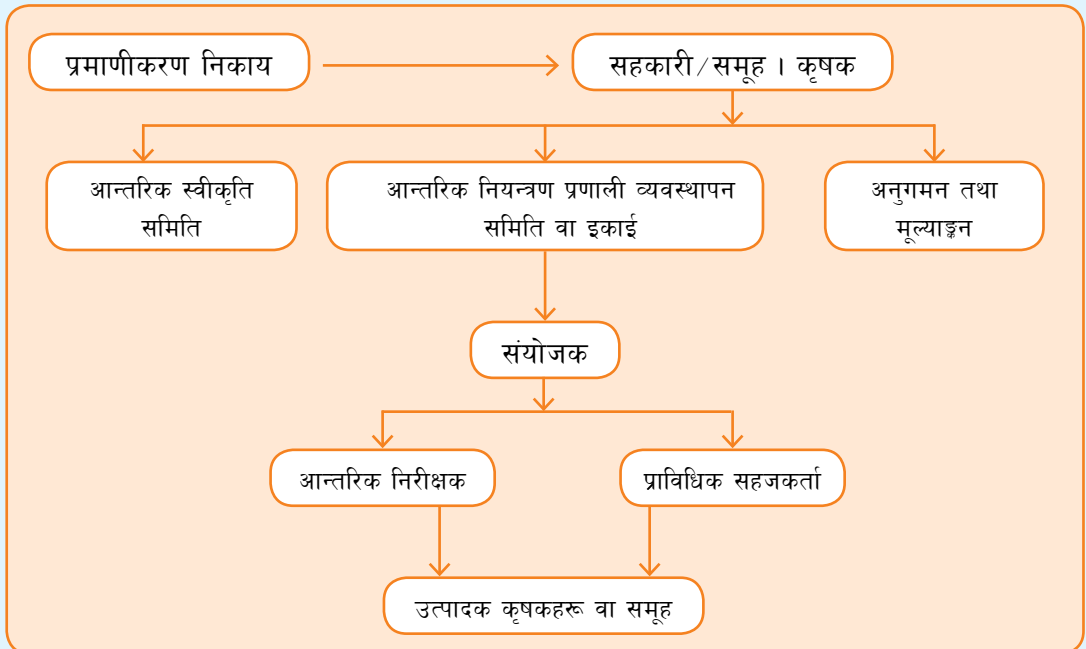 प्रमाणीकरण निकाय
सहकारी/समूह । कृषक
आन्तरिक स्वीकृति
समिति
आन्तरिक नियन्त्रण प्रणाली व्यवस्थापन
समिति वा इकाई
अनुगमन तथा
मूल्याङ्कन
संयोजक
आन्तरिक निरीक्षक
प्राविधिक सहजकर्ता
उत्पादक कृषकहरू वा समूह